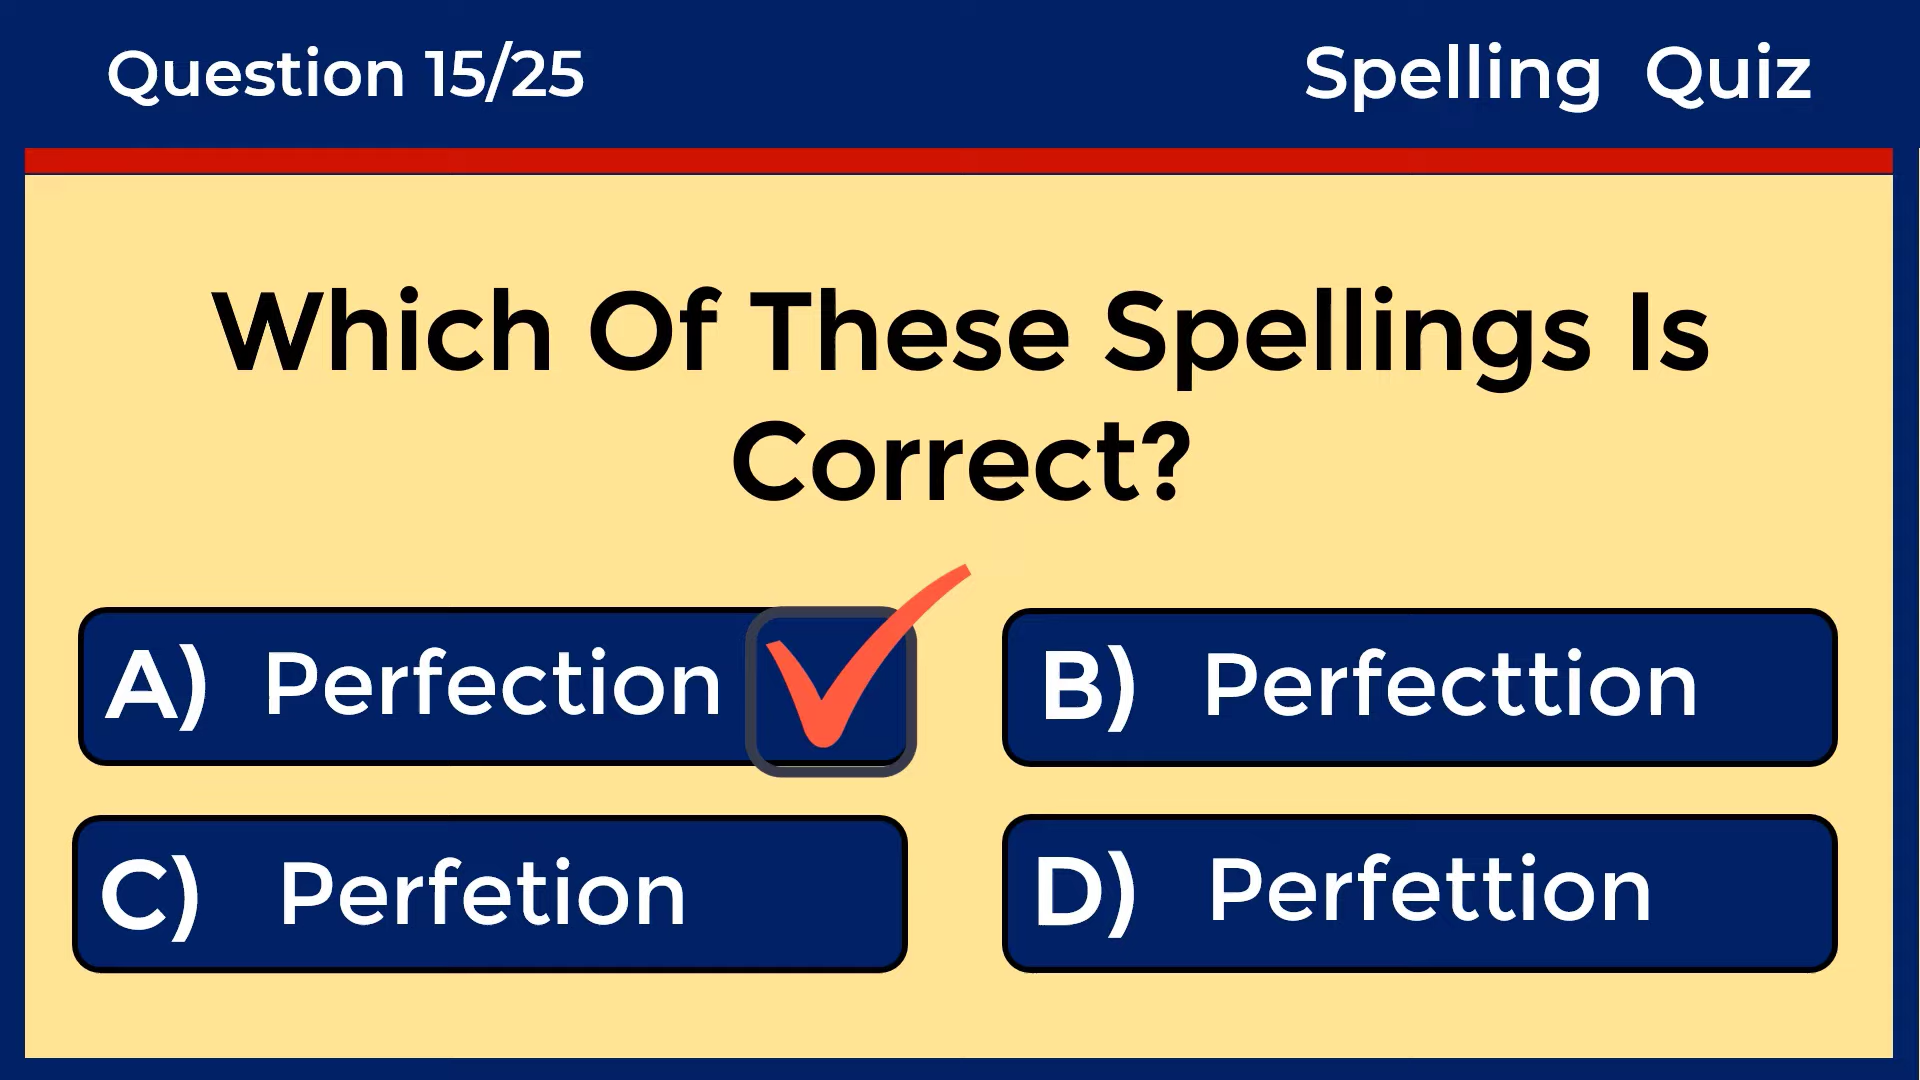 Question 15/25
Spelling Quiz
Which Of These Spellings Is
Correct?
A) Perfection
B) Perfecttion
C) Perfetion
D) Perfettion